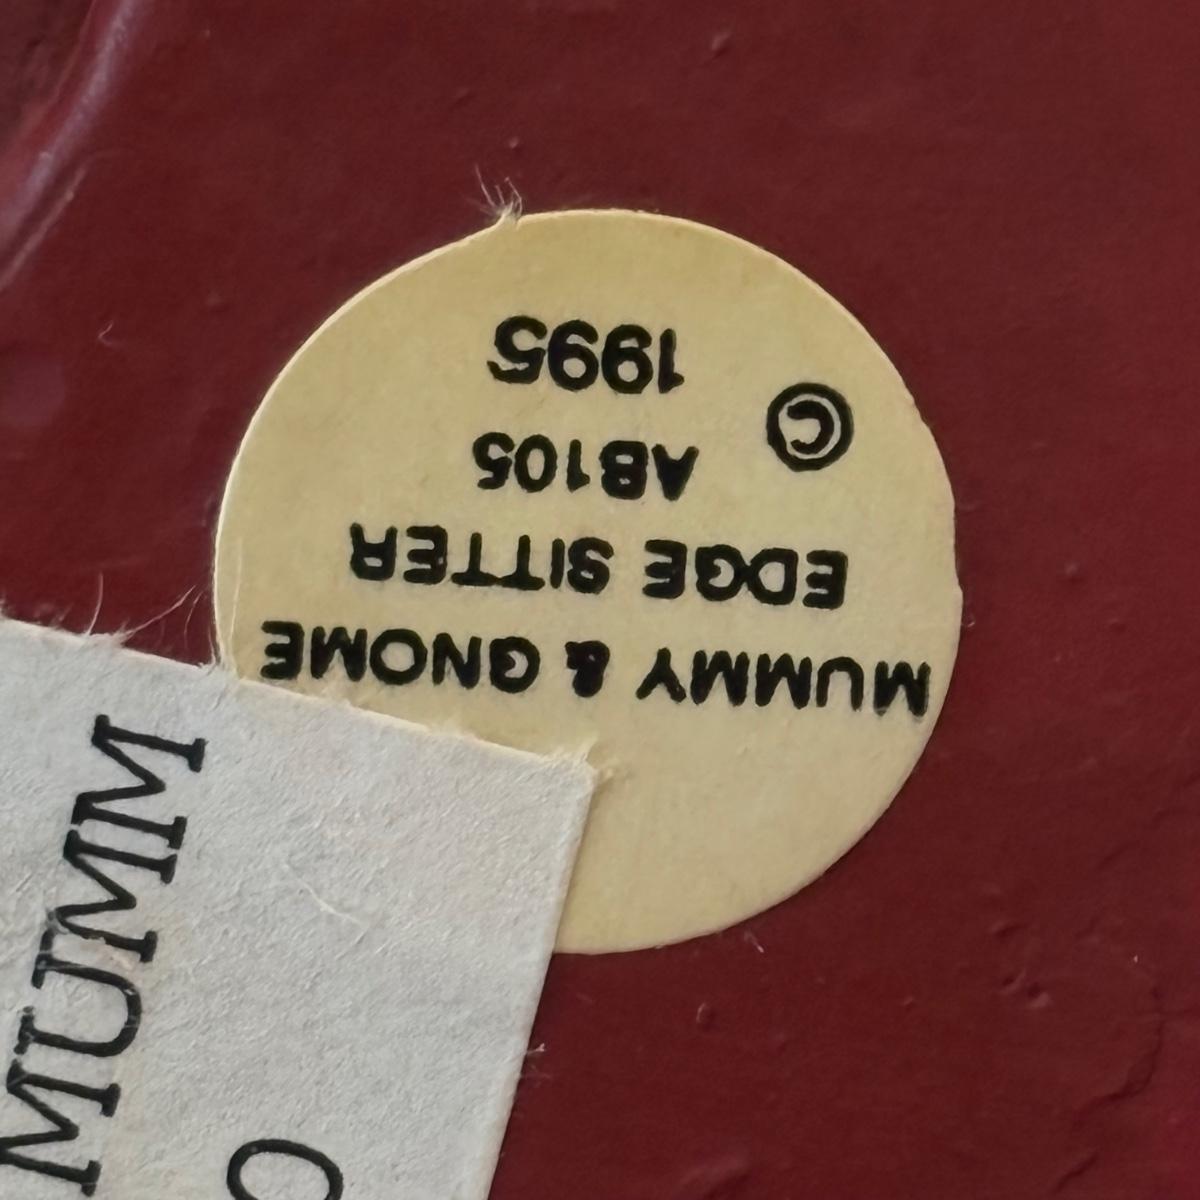 MUMMY & GNOME
EDGE SITTER
AB105
© 1995
MUMM